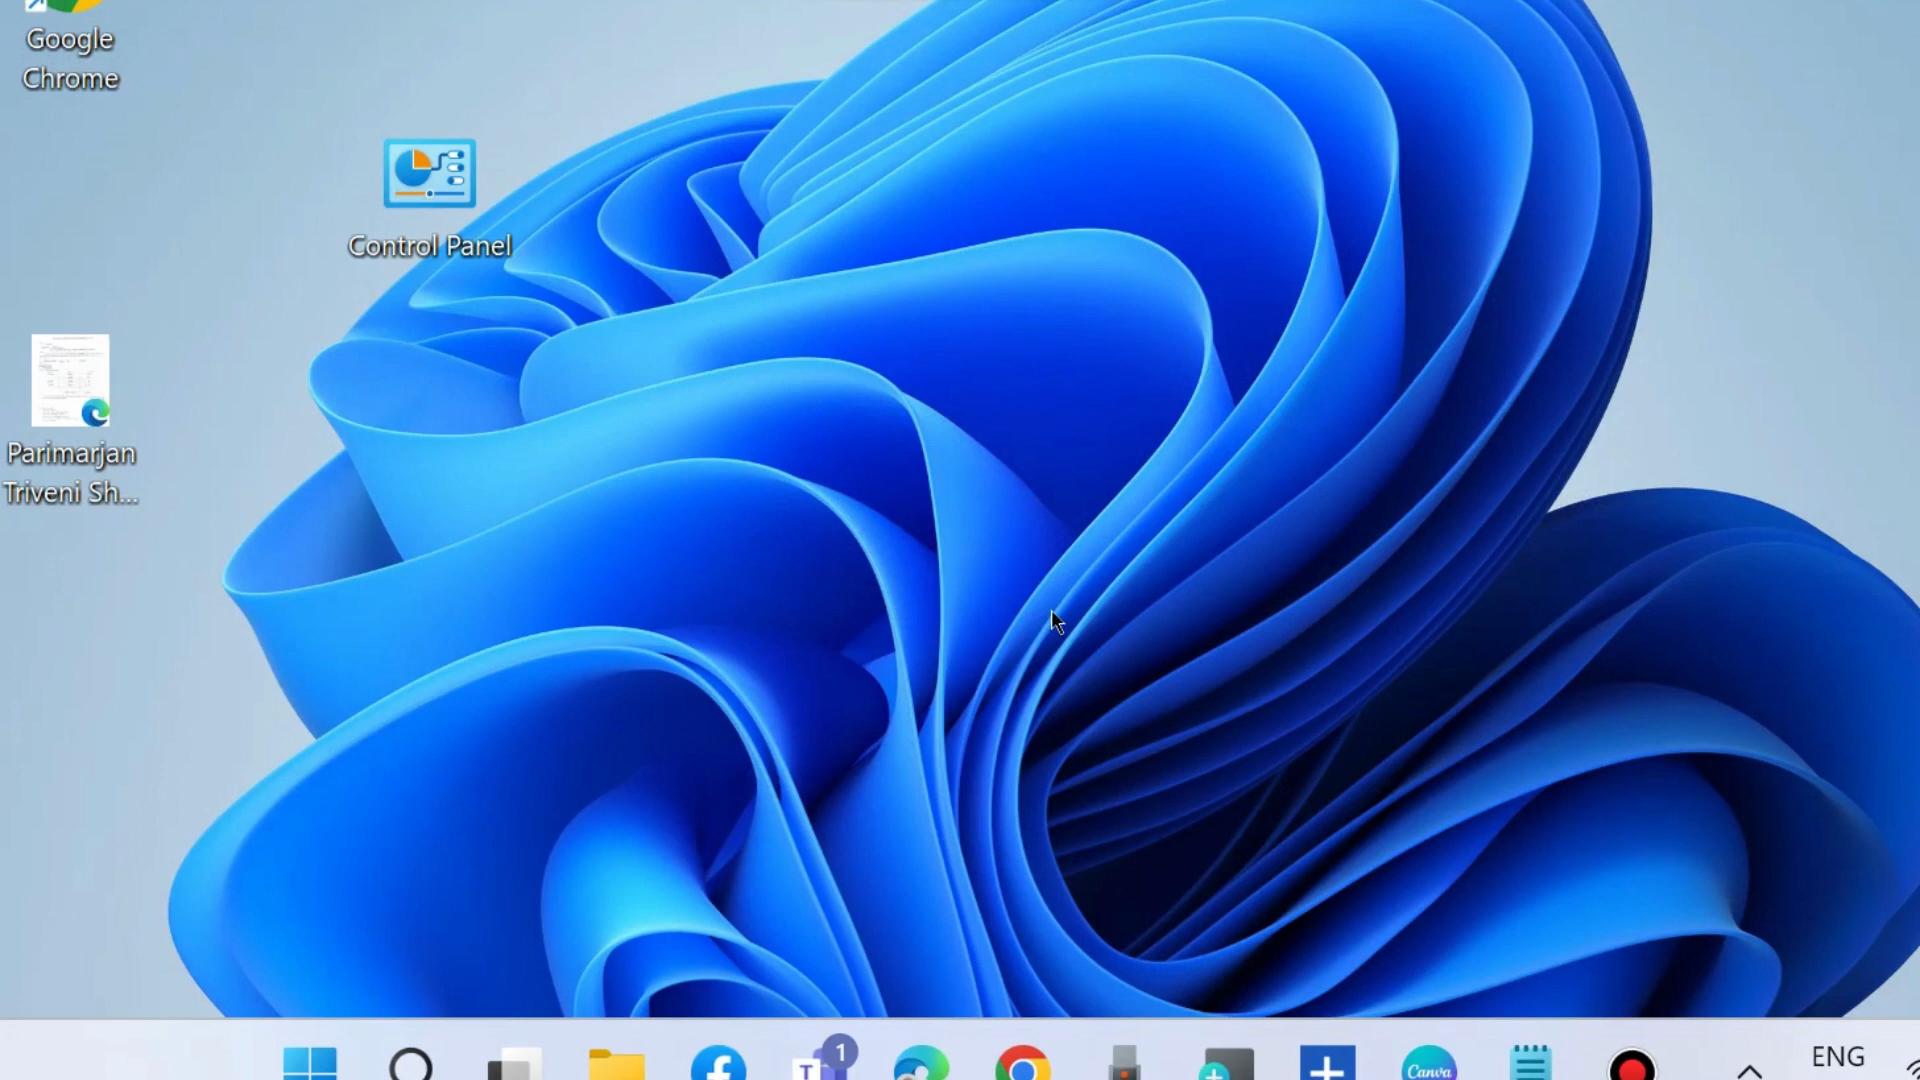 Google
Chrome
Control Panel
Parimarjan
Triveni Sh...
1
T
Canva
ENG